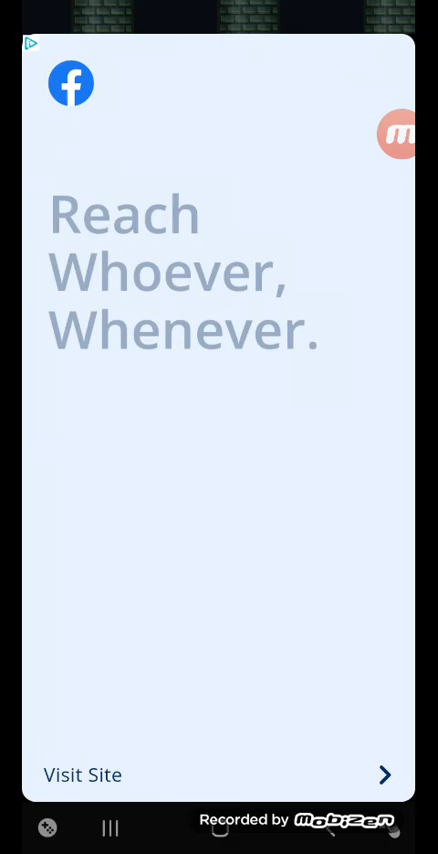 Reach
Whoever,
Whenever.
Visit Site
Recorded by Mobizen